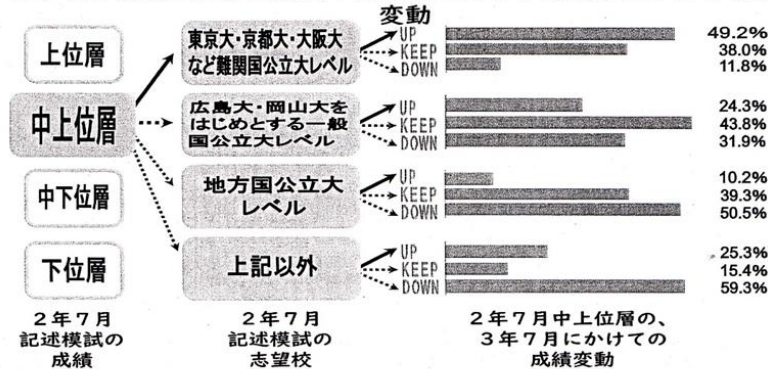 変動
上位層
東京大・京都大・大阪大
など難関国公立大レベル
UP 49.2%
KEEP 38.0%
DOWN 11.8%
中上位層
広島大・岡山大を
はじめとする一般
国公立大レベル
UP 24.3%
KEEP 43.8%
DOWN 31.9%
中下位層
地方国公立大
レベル
UP 10.2%
KEEP 39.3%
DOWN 50.5%
下位層
上記以外
UP 25.3%
KEEP 15.4%
DOWN 59.3%
2年7月
記述模試の
成績
2年7月
記述模試の
志望校
2年7月中上位層の、
3年7月にかけての
成績変動